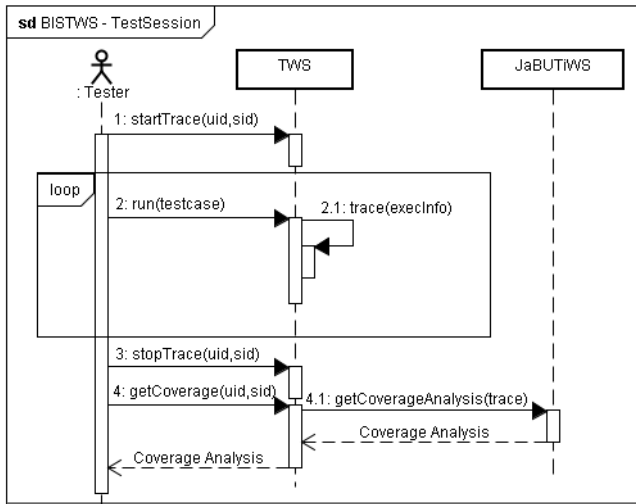 sd BISTWS - TestSession
TWS
JaBUTiWS
: Tester
1: startTrace(uid,sid)
loop
2: run(testcase)
2.1: trace(execInfo)
3: stopTrace(uid,sid)
4: getCoverage(uid,sid)
4.1: getCoverageAnalysis(trace)
Coverage Analysis
Coverage Analysis